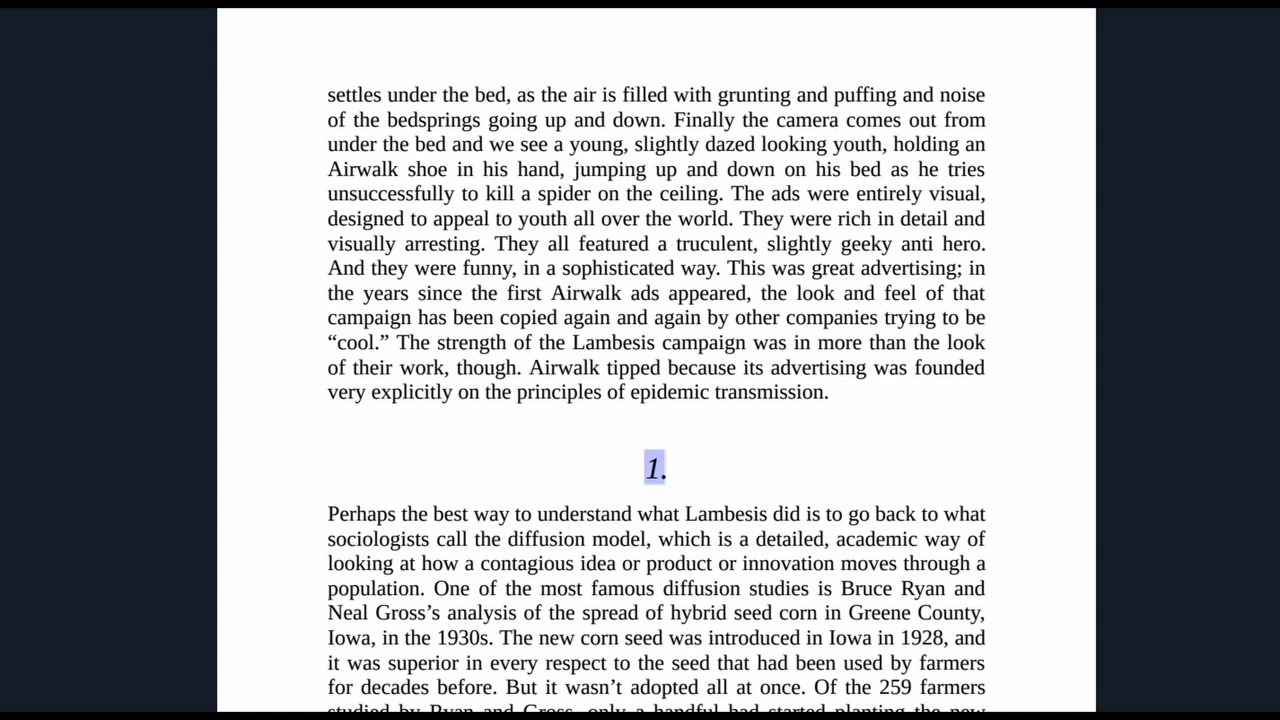 settles under the bed, as the air is filled with grunting and puffing and noise
of the bedsprings going up and down. Finally the camera comes out from
under the bed and we see a young, slightly dazed looking youth, holding an
Airwalk shoe in his hand, jumping up and down on his bed as he tries
unsuccessfully to kill a spider on the ceiling. The ads were entirely visual,
designed to appeal to youth all over the world. They were rich in detail and
visually arresting. They all featured a truculent, slightly geeky anti hero.
And they were funny, in a sophisticated way. This was great advertising; in
the years since the first Airwalk ads appeared, the look and feel of that
campaign has been copied again and again by other companies trying to be
“cool.” The strength of the Lambesis campaign was in more than the look
of their work, though. Airwalk tipped because its advertising was founded
very explicitly on the principles of epidemic transmission.
1.
Perhaps the best way to understand what Lambesis did is to go back to what
sociologists call the diffusion model, which is a detailed, academic way of
looking at how a contagious idea or product or innovation moves through a
population. One of the most famous diffusion studies is Bruce Ryan and
Neal Gross’s analysis of the spread of hybrid seed corn in Greene County,
Iowa, in the 1930s. The new corn seed was introduced in Iowa in 1928, and
it was superior in every respect to the seed that had been used by farmers
for decades before. But it wasn’t adopted all at once. Of the 259 farmers
studied by Ryan and Gross, only a handful had started planting the new